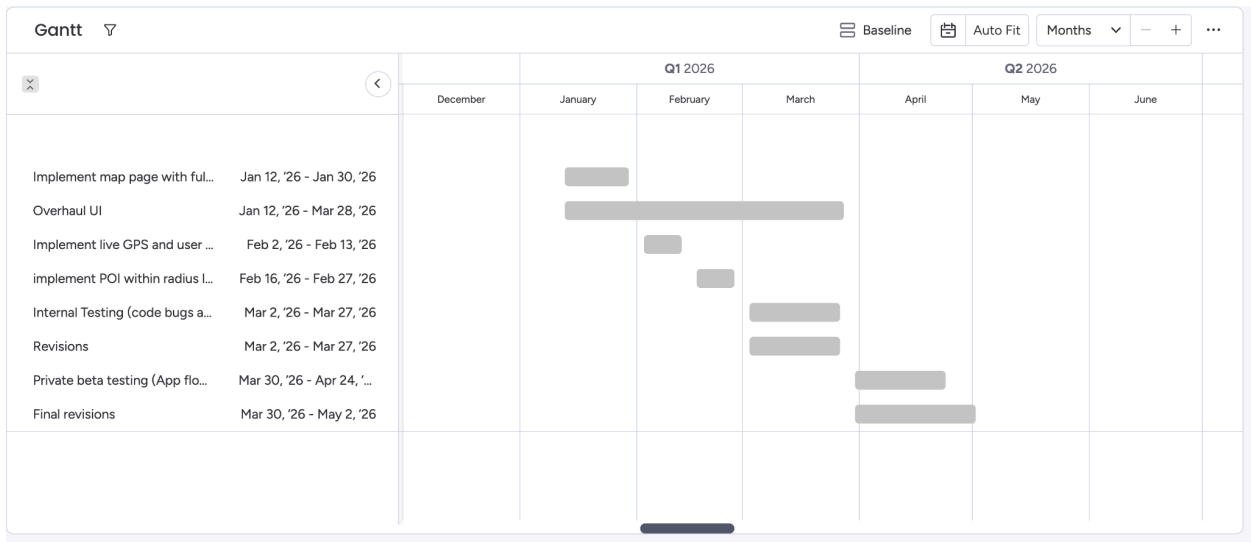 Gantt
Baseline
Auto Fit
Months
Q1 2026
Q2 2026
December
January
February
March
April
May
June
Implement map page with ful... Jan 12, '26 - Jan 30, '26
Overhaul UI Jan 12, '26 - Mar 28, '26
Implement live GPS and user ... Feb 2, '26 - Feb 13, '26
implement POI within radius l... Feb 16, '26 - Feb 27, '26
Internal Testing (code bugs a... Mar 2, '26 - Mar 27, '26
Revisions Mar 2, '26 - Mar 27, '26
Private beta testing (App flo... Mar 30, '26 - Apr 24, '...
Final revisions Mar 30, '26 - May 2, '26